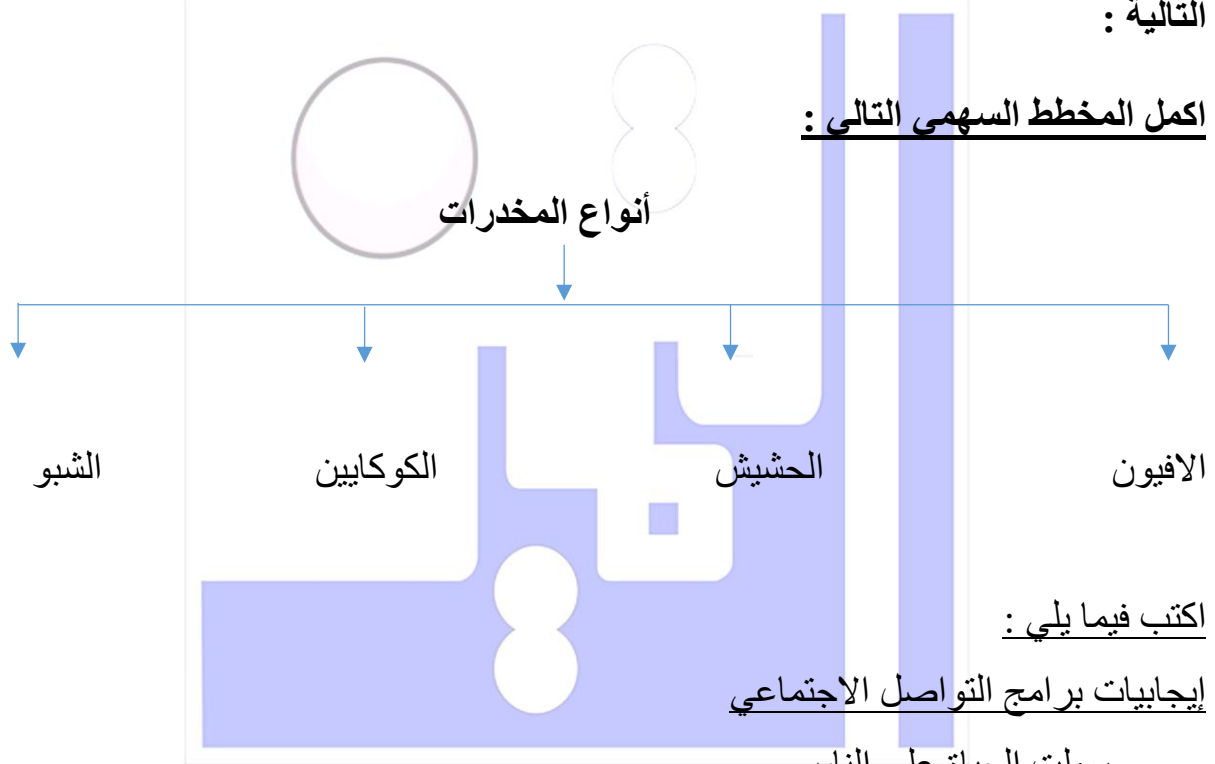 التالية :
اكمل المخطط السهمي التالي :
أنواع المخدرات
الافيون الحشيش الكوكايين الشبو
اكتب فيما يلي :
إيجابيات برامج التواصل الاجتماعي